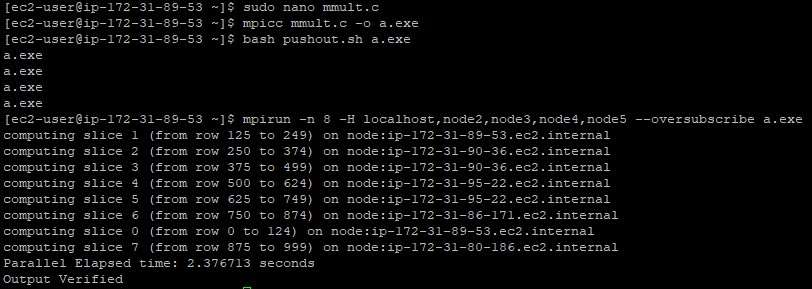 [ec2-user@ip-172-31-89-53 ~]$ sudo nano mmult.c
[ec2-user@ip-172-31-89-53 ~]$ mpicc mmult.c -o a.exe
[ec2-user@ip-172-31-89-53 ~]$ bash pushout.sh a.exe
a.exe
a.exe
a.exe
a.exe
[ec2-user@ip-172-31-89-53 ~]$ mpirun -n 8 -H localhost,node2,node3,node4,node5 --oversubscribe a.exe
computing slice 1 (from row 125 to 249) on node:ip-172-31-89-53.ec2.internal
computing slice 2 (from row 250 to 374) on node:ip-172-31-90-36.ec2.internal
computing slice 3 (from row 375 to 499) on node:ip-172-31-90-36.ec2.internal
computing slice 4 (from row 500 to 624) on node:ip-172-31-95-22.ec2.internal
computing slice 5 (from row 625 to 749) on node:ip-172-31-95-22.ec2.internal
computing slice 6 (from row 750 to 874) on node:ip-172-31-86-171.ec2.internal
computing slice 0 (from row 0 to 124) on node:ip-172-31-89-53.ec2.internal
computing slice 7 (from row 875 to 999) on node:ip-172-31-80-186.ec2.internal
Parallel Elapsed time: 2.376713 seconds
Output Verified